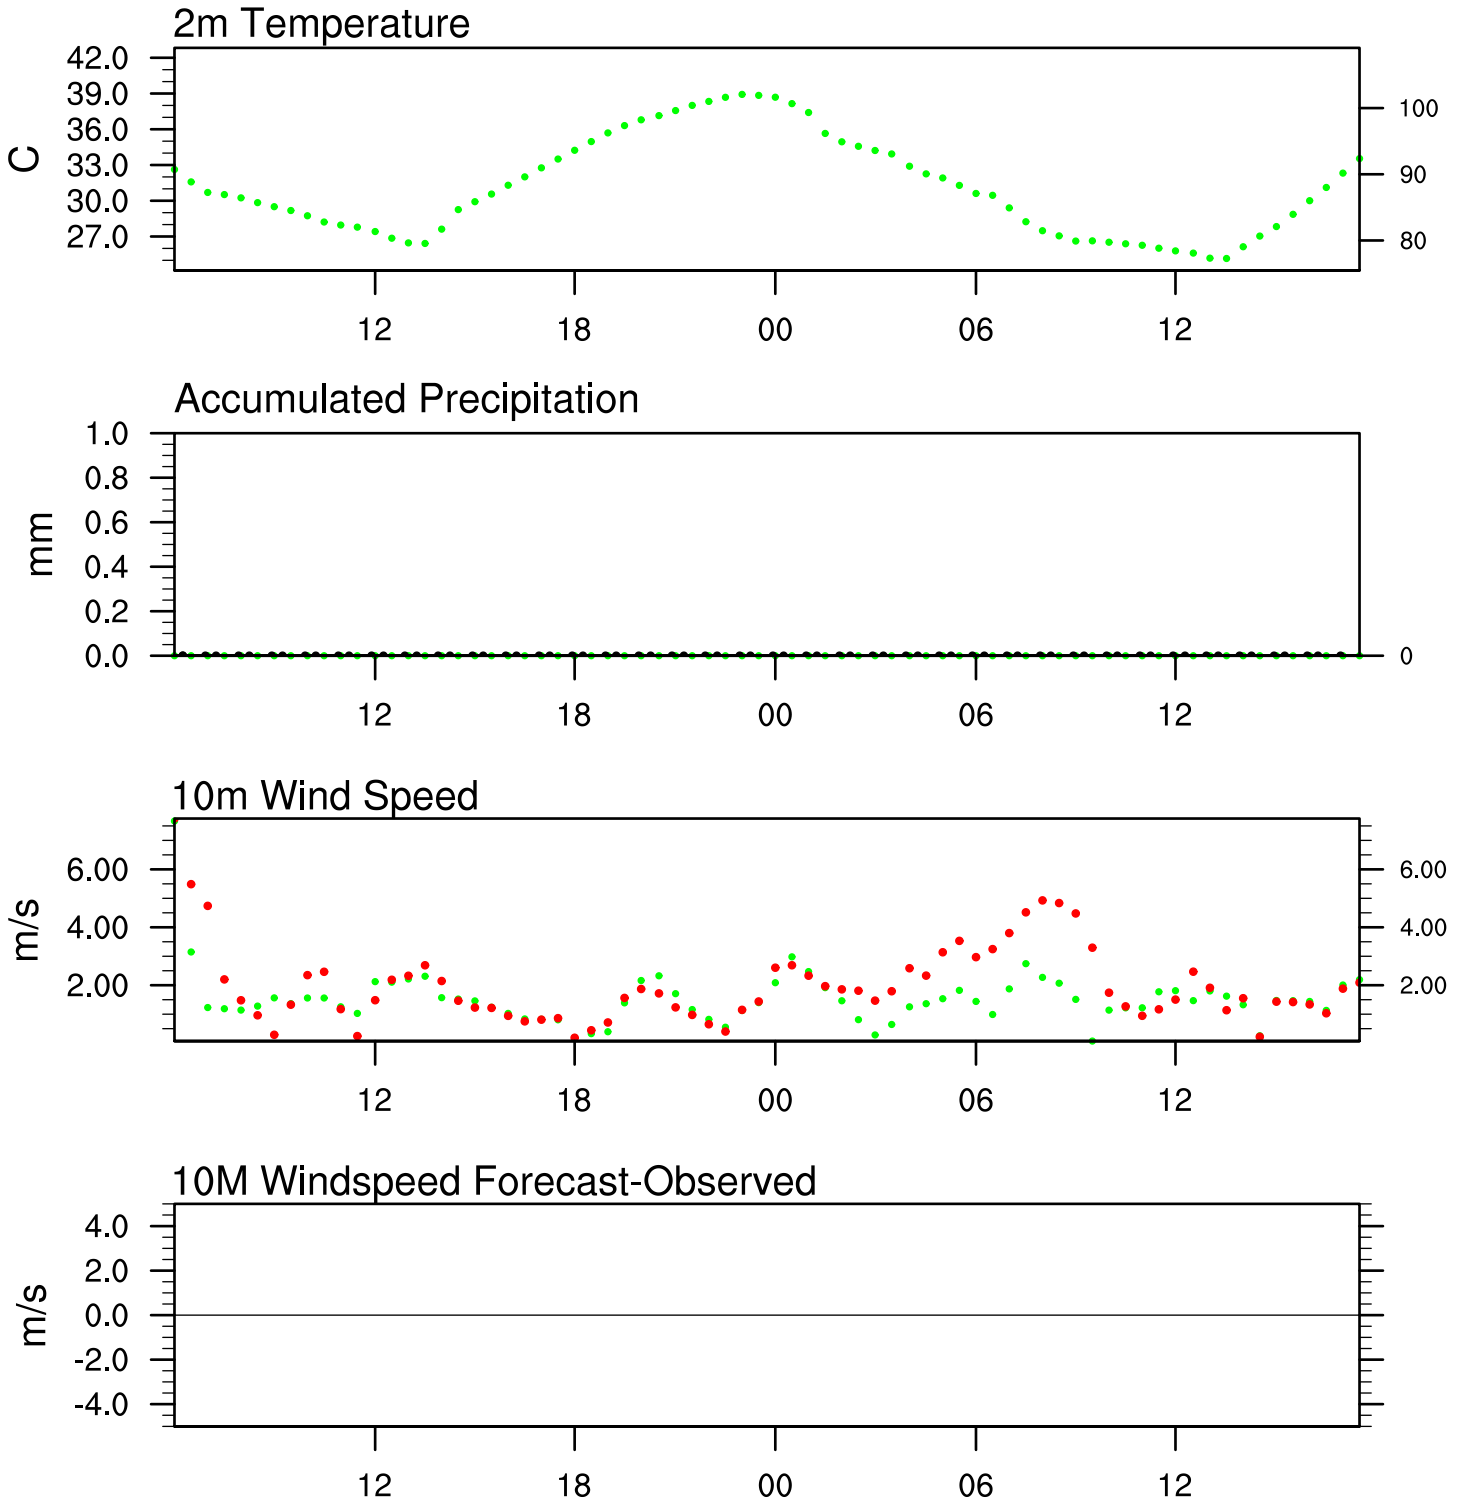 2m Temperature
42.0
39.0
36.0
33.0
30.0
27.0
C
100
90
80
12 18 00 06 12
Accumulated Precipitation
1.0
0.8
0.6
0.4
0.2
0.0
mm
0
12 18 00 06 12
10m Wind Speed
6.00 6.00
4.00 4.00
2.00 2.00
m/s
12 18 00 06 12
10M Windspeed Forecast-Observed
4.0
2.0
0.0
-2.0
-4.0
m/s
12 18 00 06 12